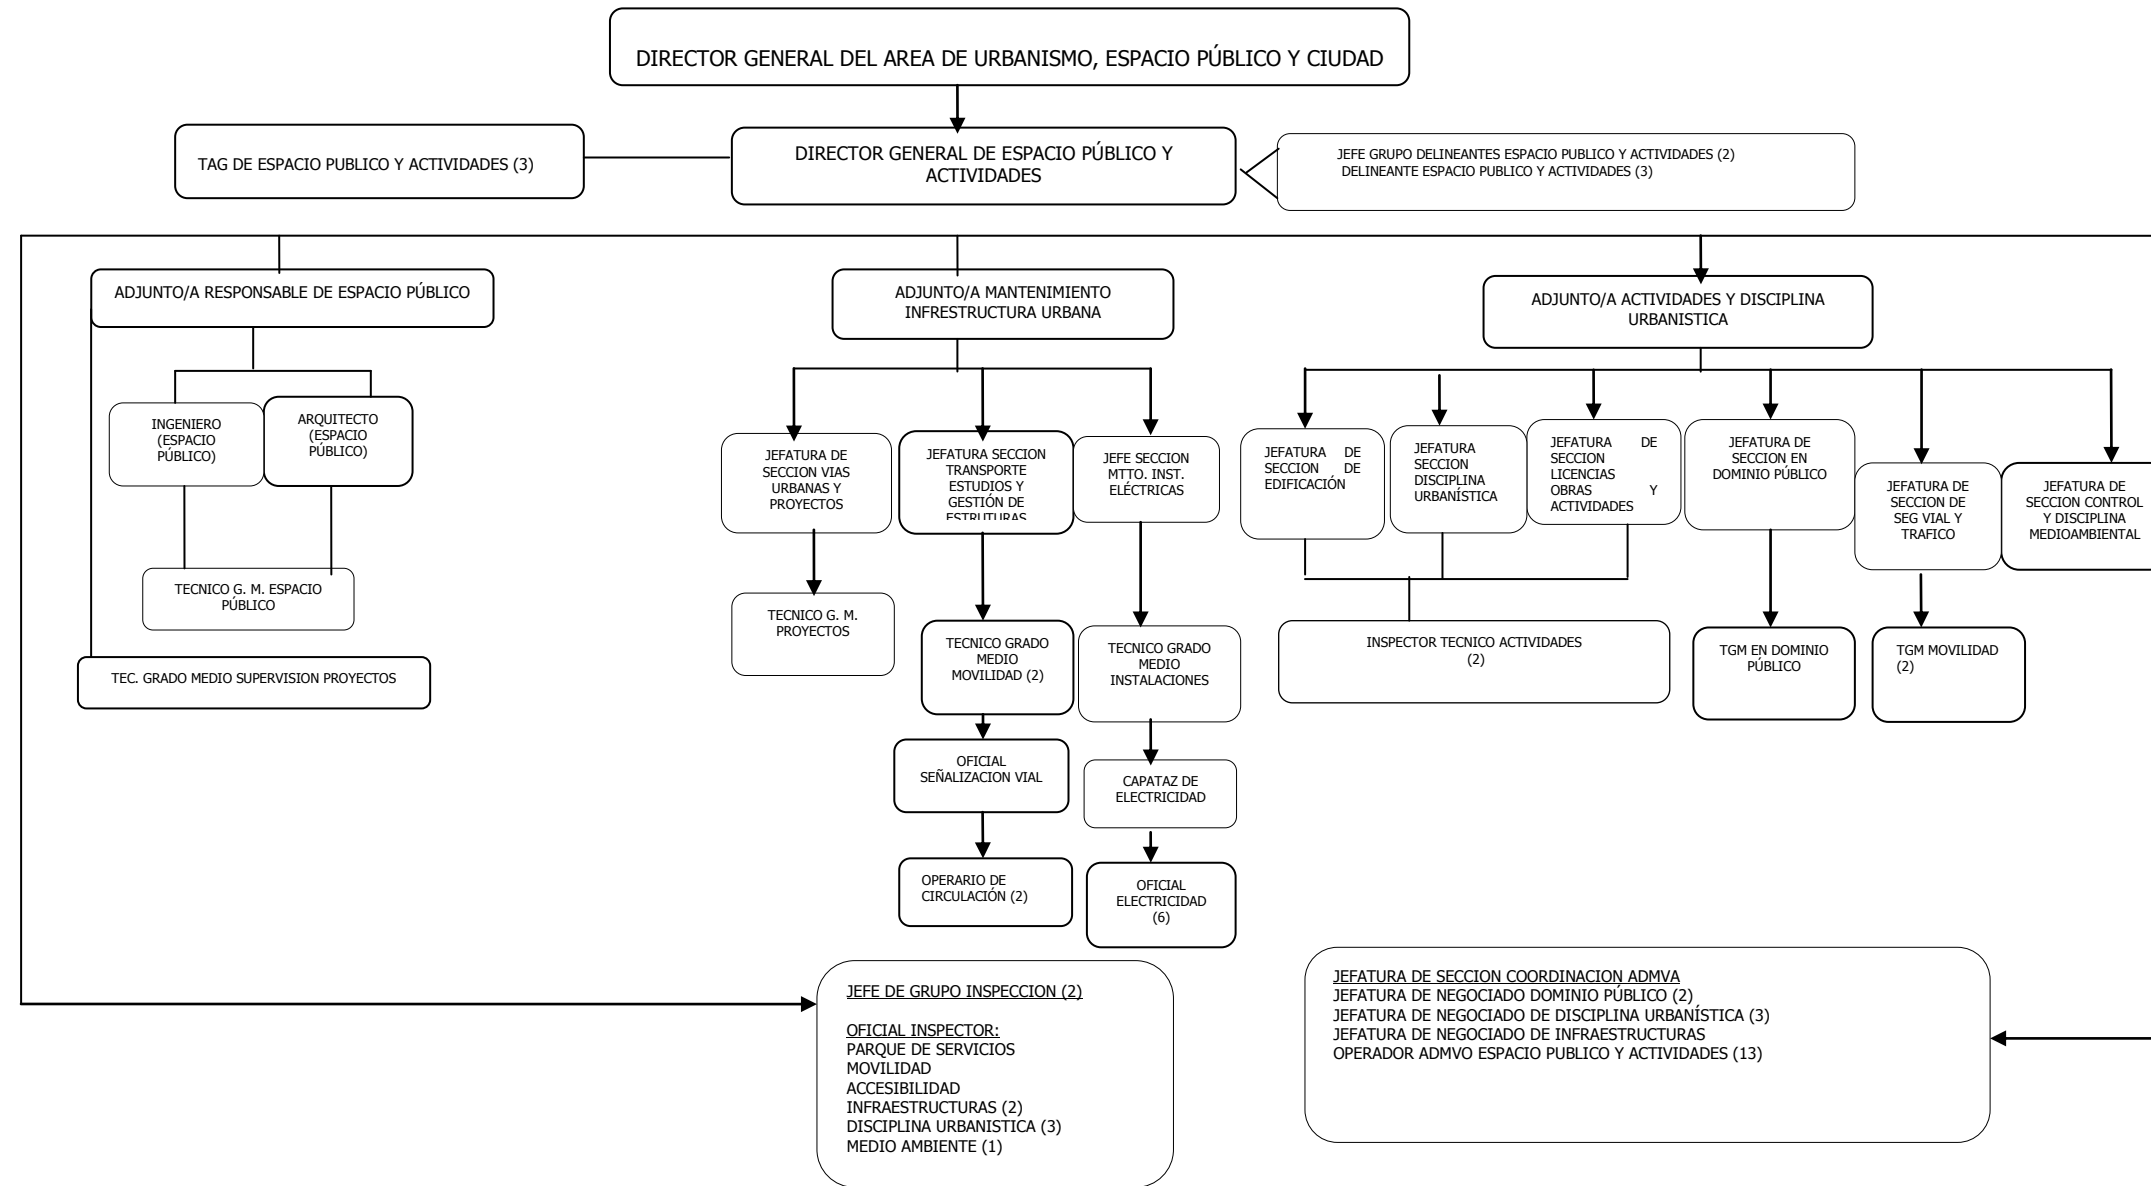 DIRECTOR GENERAL DEL AREA DE URBANISMO, ESPACIO PÚBLICO Y CIUDAD
TAG DE ESPACIO PUBLICO Y ACTIVIDADES (3)
DIRECTOR GENERAL DE ESPACIO PÚBLICO Y
ACTIVIDADES
JEFE GRUPO DELINEANTES ESPACIO PUBLICO Y ACTIVIDADES (2)
DELINEANTE ESPACIO PUBLICO Y ACTIVIDADES (3)
ADJUNTO/A RESPONSABLE DE ESPACIO PÚBLICO
ADJUNTO/A MANTENIMIENTO
INFRESTRUCTURA URBANA
ADJUNTO/A ACTIVIDADES Y DISCIPLINA
URBANISTICA
INGENIERO
(ESPACIO
PÚBLICO)
ARQUITECTO
(ESPACIO
PÚBLICO)
TECNICO G. M. ESPACIO
PÚBLICO
TEC. GRADO MEDIO SUPERVISION PROYECTOS
JEFATURA DE
SECCION VIAS
URBANAS Y
PROYECTOS
JEFATURA SECCION
TRANSPORTE
ESTUDIOS Y
GESTIÓN DE
ESTRUTURAS
JEFE SECCION
MTTO. INST.
ELÉCTRICAS
TECNICO G. M.
PROYECTOS
TECNICO GRADO
MEDIO
MOVILIDAD (2)
TECNICO GRADO
MEDIO
INSTALACIONES
OFICIAL
SEÑALIZACION VIAL
CAPATAZ DE
ELECTRICIDAD
OPERARIO DE
CIRCULACIÓN (2)
OFICIAL
ELECTRICIDAD
(6)
JEFATURA DE
SECCION DE
EDIFICACIÓN
JEFATURA
SECCION
DISCIPLINA
URBANÍSTICA
JEFATURA DE
SECCION
LICENCIAS
OBRAS Y
ACTIVIDADES
JEFATURA DE
SECCION EN
DOMINIO PÚBLICO
JEFATURA DE
SECCION DE
SEG VIAL Y
TRAFICO
JEFATURA DE
SECCION CONTROL
Y DISCIPLINA
MEDIOAMBIENTAL
INSPECTOR TECNICO ACTIVIDADES
(2)
TGM EN DOMINIO
PÚBLICO
TGM MOVILIDAD
(2)
JEFE DE GRUPO INSPECCION (2)
OFICIAL INSPECTOR:
PARQUE DE SERVICIOS
MOVILIDAD
ACCESIBILIDAD
INFRAESTRUCTURAS (2)
DISCIPLINA URBANISTICA (3)
MEDIO AMBIENTE (1)
JEFATURA DE SECCION COORDINACION ADMVA
JEFATURA DE NEGOCIADO DOMINIO PÚBLICO (2)
JEFATURA DE NEGOCIADO DE DISCIPLINA URBANÍSTICA (3)
JEFATURA DE NEGOCIADO DE INFRAESTRUCTURAS
OPERADOR ADMVO ESPACIO PUBLICO Y ACTIVIDADES (13)